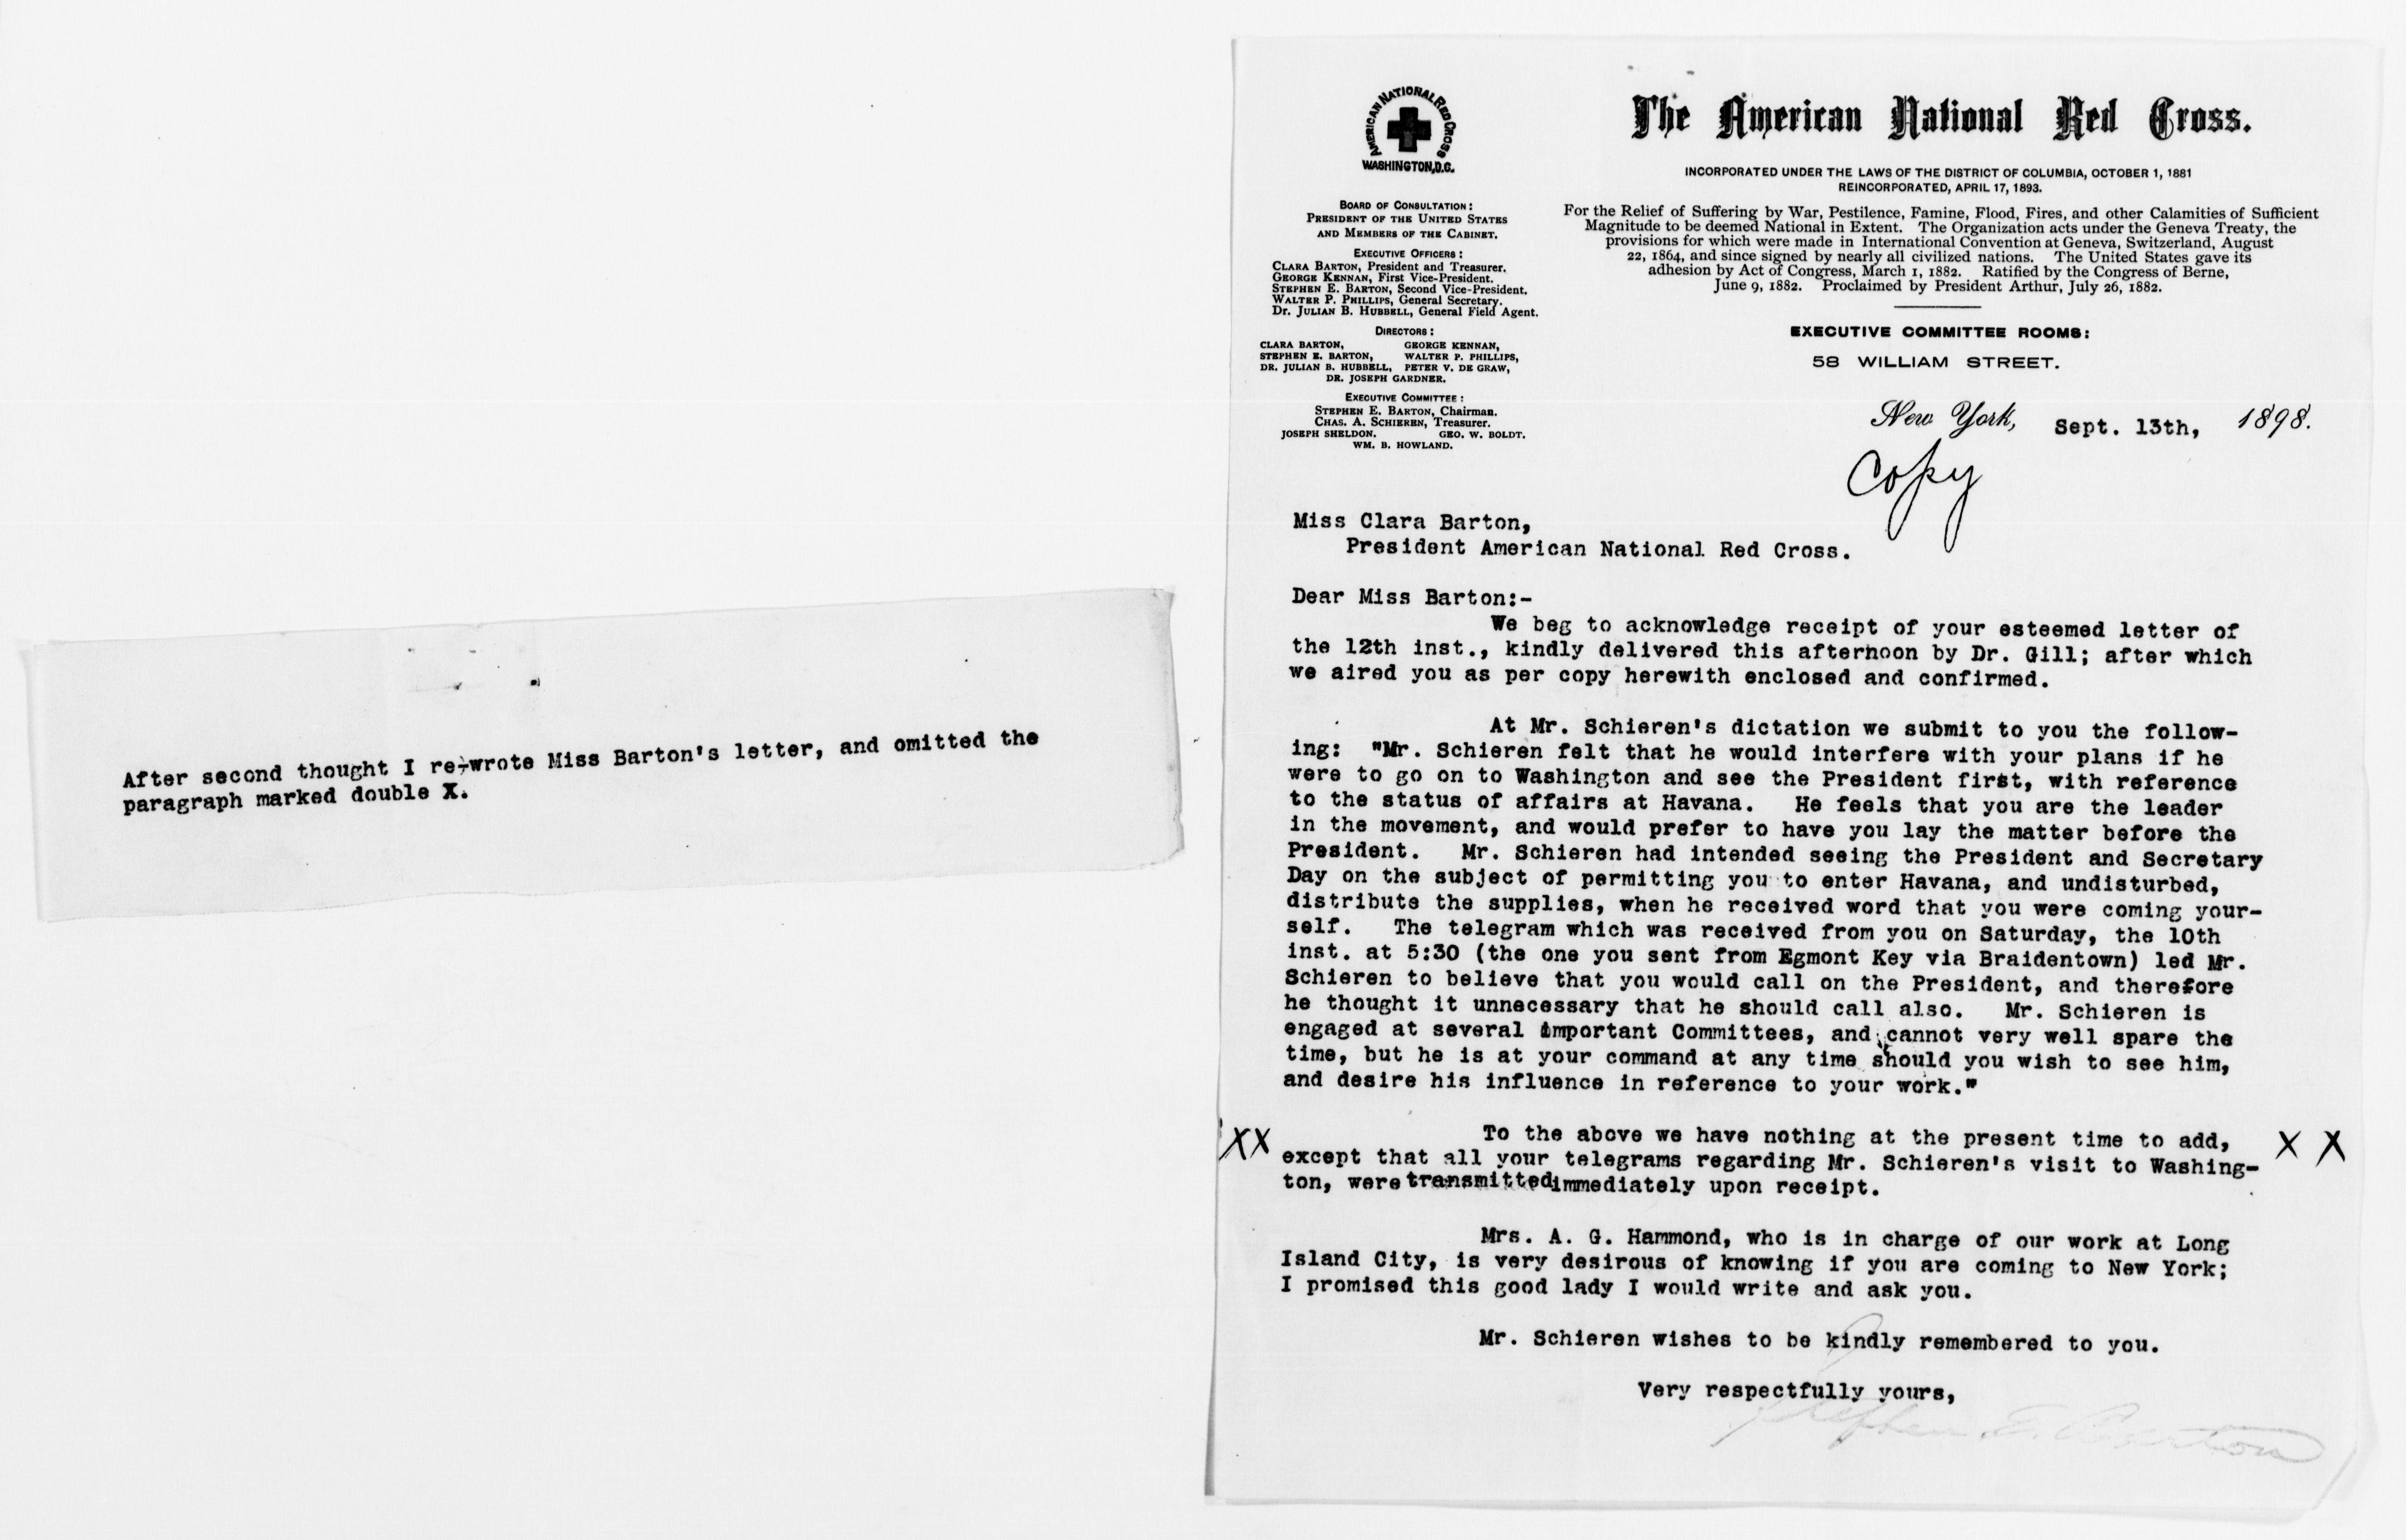 After second thought I re-wrote Miss Barton's letter, and omitted the
paragraph marked double X.
AMERICAN NATIONAL RED CROSS
WASHINGTON, D.C.
BOARD OF CONSULTATION:
PRESIDENT OF THE UNITED STATES
AND MEMBERS OF THE CABINET.
EXECUTIVE OFFICERS:
CLARA BARTON, President and Treasurer.
GEORGE KENNAN, First Vice-President.
STEPHEN E. BARTON, Second Vice-President.
WALTER P. PHILLIPS, General Secretary.
Dr. JULIAN B. HUBBELL, General Field Agent.
DIRECTORS:
CLARA BARTON, GEORGE KENNAN,
STEPHEN E. BARTON, WALTER P. PHILLIPS,
DR. JULIAN B. HUBBELL, PETER V. DE GRAW,
DR. JOSEPH GARDNER.
EXECUTIVE COMMITTEE:
STEPHEN E. BARTON, Chairman.
CHAS. A. SCHIEREN, Treasurer.
JOSEPH SHELDON. GEO. W. BOLDT.
WM. B. HOWLAND.
The American National Red Cross.
INCORPORATED UNDER THE LAWS OF THE DISTRICT OF COLUMBIA, OCTOBER 1, 1881
REINCORPORATED, APRIL 17, 1893.
For the Relief of Suffering by War, Pestilence, Famine, Flood, Fires, and other Calamities of Sufficient
Magnitude to be deemed National in Extent. The Organization acts under the Geneva Treaty, the
provisions for which were made in International Convention at Geneva, Switzerland, August
22, 1864, and since signed by nearly all civilized nations. The United States gave its
adhesion by Act of Congress, March 1, 1882. Ratified by the Congress of Berne,
June 9, 1882. Proclaimed by President Arthur, July 26, 1882.
EXECUTIVE COMMITTEE ROOMS:
58 WILLIAM STREET.
New York, Sept. 13th, 1898.
Copy
Miss Clara Barton,
President American National Red Cross.
Dear Miss Barton:-
We beg to acknowledge receipt of your esteemed letter of
the 12th inst., kindly delivered this afternoon by Dr. Gill; after which
we aired you as per copy herewith enclosed and confirmed.
At Mr. Schieren's dictation we submit to you the follow-
ing: "Mr. Schieren felt that he would interfere with your plans if he
were to go on to Washington and see the President first, with reference
to the status of affairs at Havana. He feels that you are the leader
in the movement, and would prefer to have you lay the matter before the
President. Mr. Schieren had intended seeing the President and Secretary
Day on the subject of permitting you to enter Havana, and undisturbed,
distribute the supplies, when he received word that you were coming your-
self. The telegram which was received from you on Saturday, the 10th
inst. at 5:30 (the one you sent from Egmont Key via Braidentown) led Mr.
Schieren to believe that you would call on the President, and therefore
he thought it unnecessary that he should call also. Mr. Schieren is
engaged at several important Committees, and cannot very well spare the
time, but he is at your command at any time should you wish to see him,
and desire his influence in reference to your work."
XX To the above we have nothing at the present time to add, X X
except that all your telegrams regarding Mr. Schieren's visit to Washing-
ton, were transmitted immediately upon receipt.
Mrs. A. G. Hammond, who is in charge of our work at Long
Island City, is very desirous of knowing if you are coming to New York;
I promised this good lady I would write and ask you.
Mr. Schieren wishes to be kindly remembered to you.
Very respectfully yours,
Stephen E. Barton